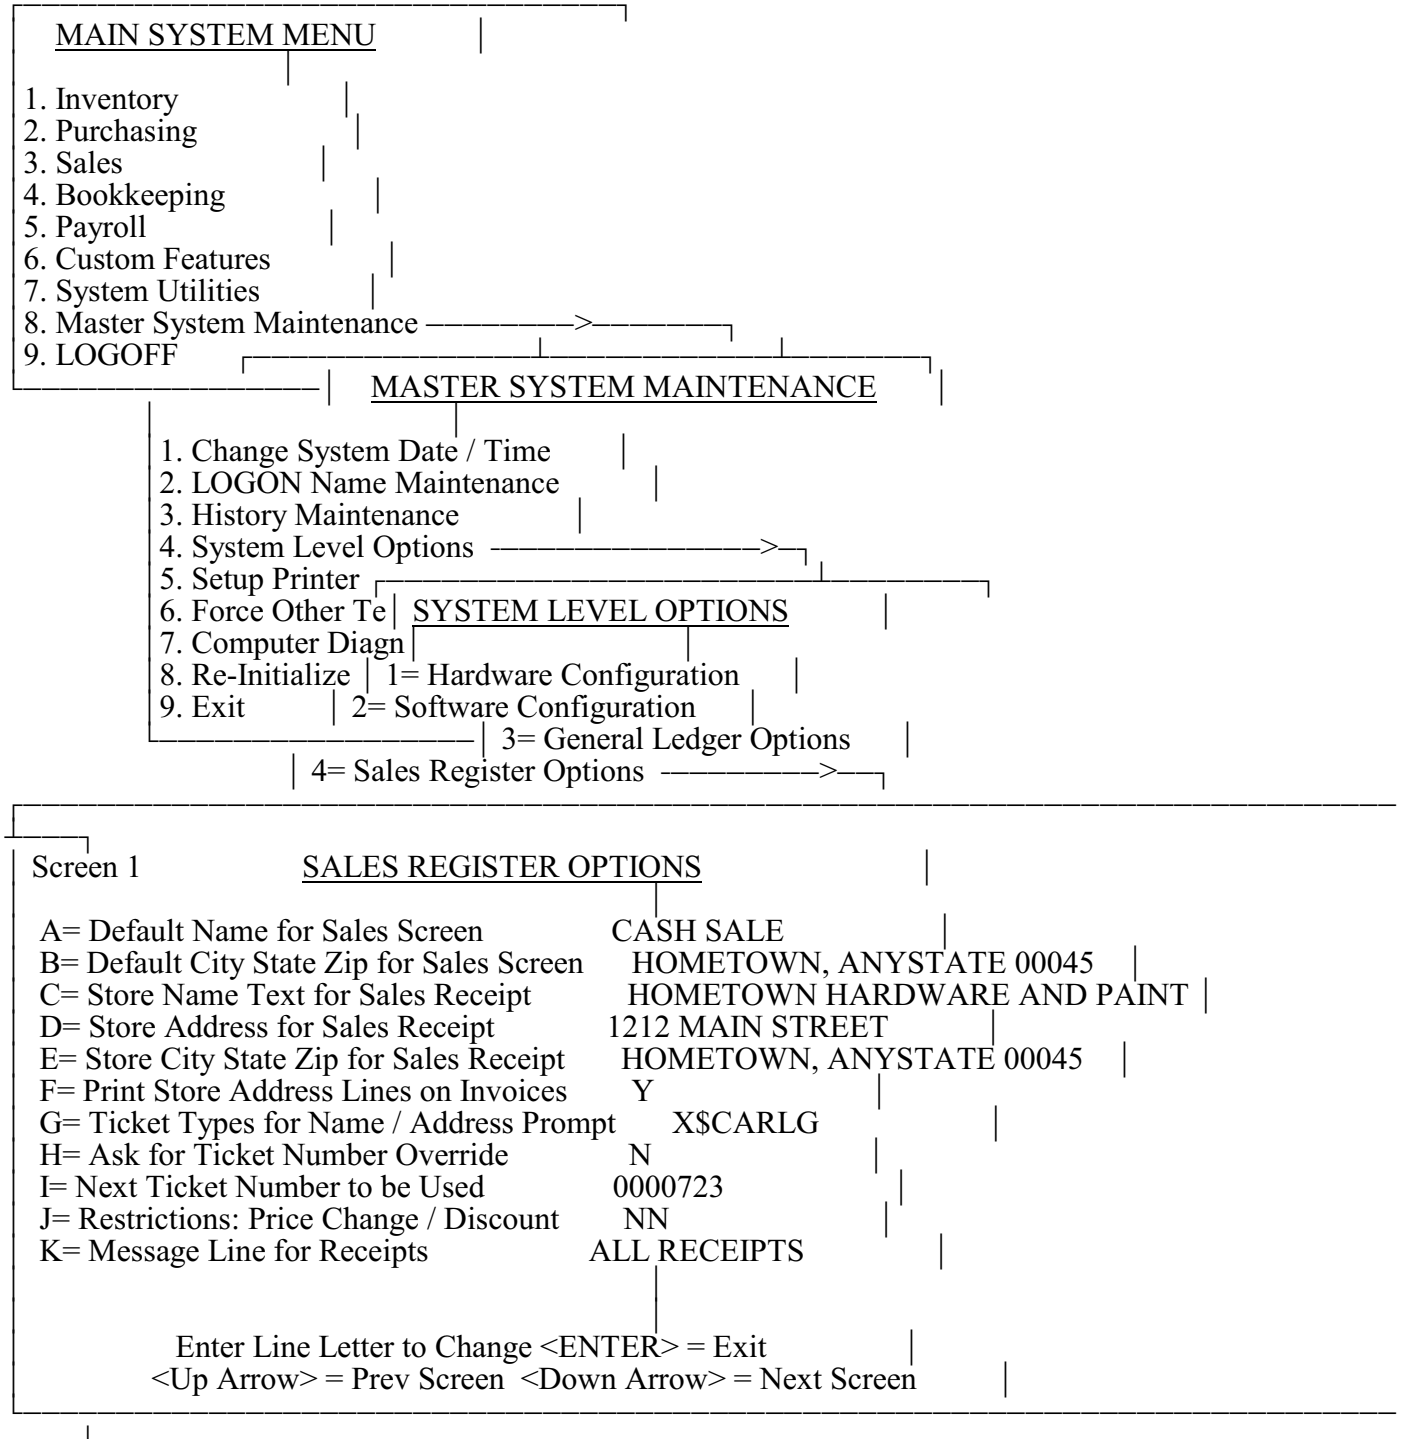 MAIN SYSTEM MENU
1. Inventory
2. Purchasing
3. Sales
4. Bookkeeping
5. Payroll
6. Custom Features
7. System Utilities
8. Master System Maintenance ────────>───────┐
9. LOGOFF
MASTER SYSTEM MAINTENANCE
1. Change System Date / Time
2. LOGON Name Maintenance
3. History Maintenance
4. System Level Options ──────────────>─┐
5. Setup Printer
6. Force Other Te│ SYSTEM LEVEL OPTIONS
7. Computer Diagn│
8. Re-Initialize │ 1= Hardware Configuration
9. Exit │ 2= Software Configuration
3= General Ledger Options
4= Sales Register Options ────────>──┐
Screen 1 SALES REGISTER OPTIONS
A= Default Name for Sales Screen CASH SALE
B= Default City State Zip for Sales Screen HOMETOWN, ANYSTATE 00045
C= Store Name Text for Sales Receipt HOMETOWN HARDWARE AND PAINT
D= Store Address for Sales Receipt 1212 MAIN STREET
E= Store City State Zip for Sales Receipt HOMETOWN, ANYSTATE 00045
F= Print Store Address Lines on Invoices Y
G= Ticket Types for Name / Address Prompt X$CARLG
H= Ask for Ticket Number Override N
I= Next Ticket Number to be Used 0000723
J= Restrictions: Price Change / Discount NN
K= Message Line for Receipts ALL RECEIPTS
Enter Line Letter to Change <ENTER> = Exit
<Up Arrow> = Prev Screen <Down Arrow> = Next Screen